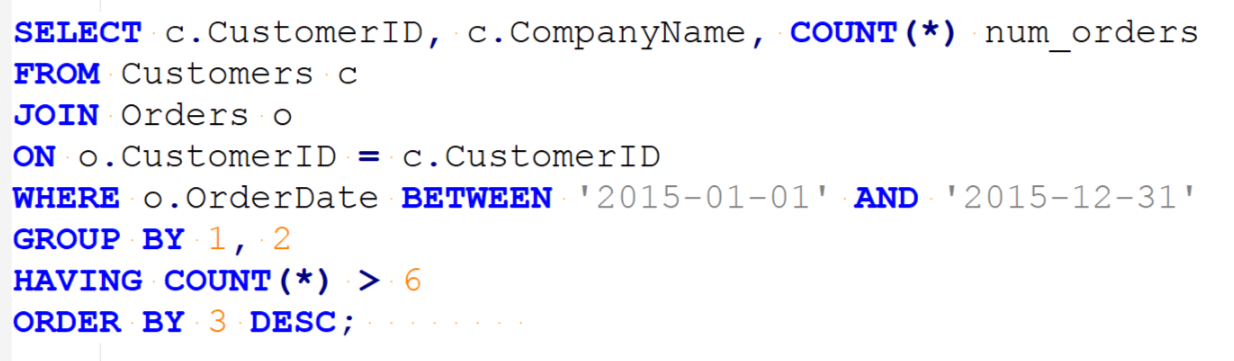 SELECT c.CustomerID, c.CompanyName, COUNT(*) num_orders
FROM Customers c
JOIN Orders o
ON o.CustomerID = c.CustomerID
WHERE o.OrderDate BETWEEN '2015-01-01' AND '2015-12-31'
GROUP BY 1, 2
HAVING COUNT(*) > 6
ORDER BY 3 DESC;